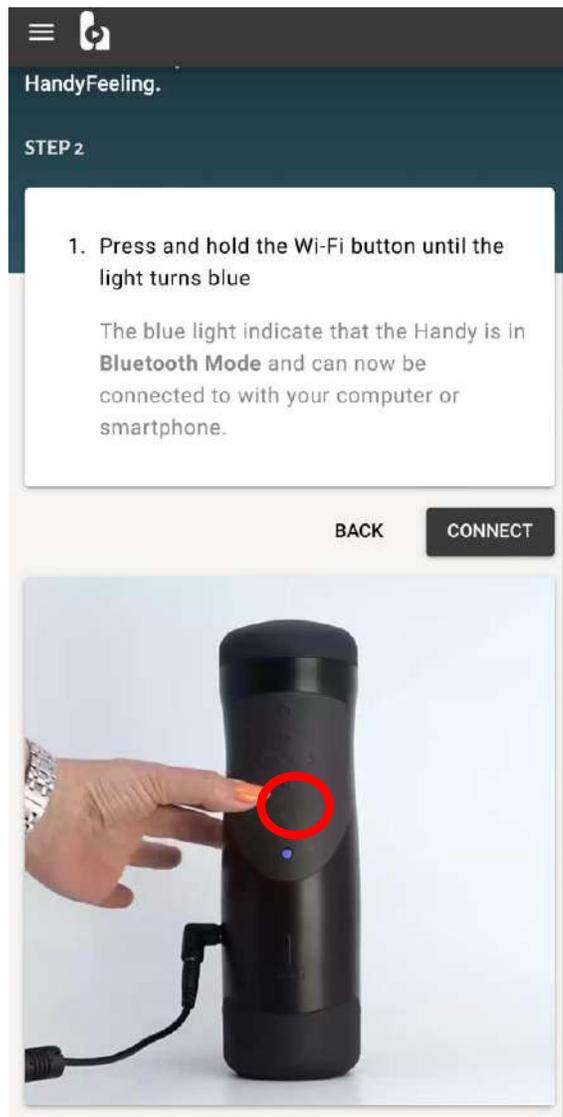 HandyFeeling.
STEP 2
1. Press and hold the Wi-Fi button until the
light turns blue
The blue light indicate that the Handy is in
Bluetooth Mode and can now be
connected to with your computer or
smartphone.
BACK CONNECT